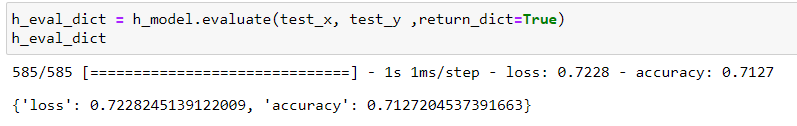 h_eval_dict = h_model.evaluate(test_x, test_y ,return_dict=True)
h_eval_dict
585/585 [==============================] - 1s 1ms/step - loss: 0.7228 - accuracy: 0.7127
{'loss': 0.7228245139122009, 'accuracy': 0.7127204537391663}